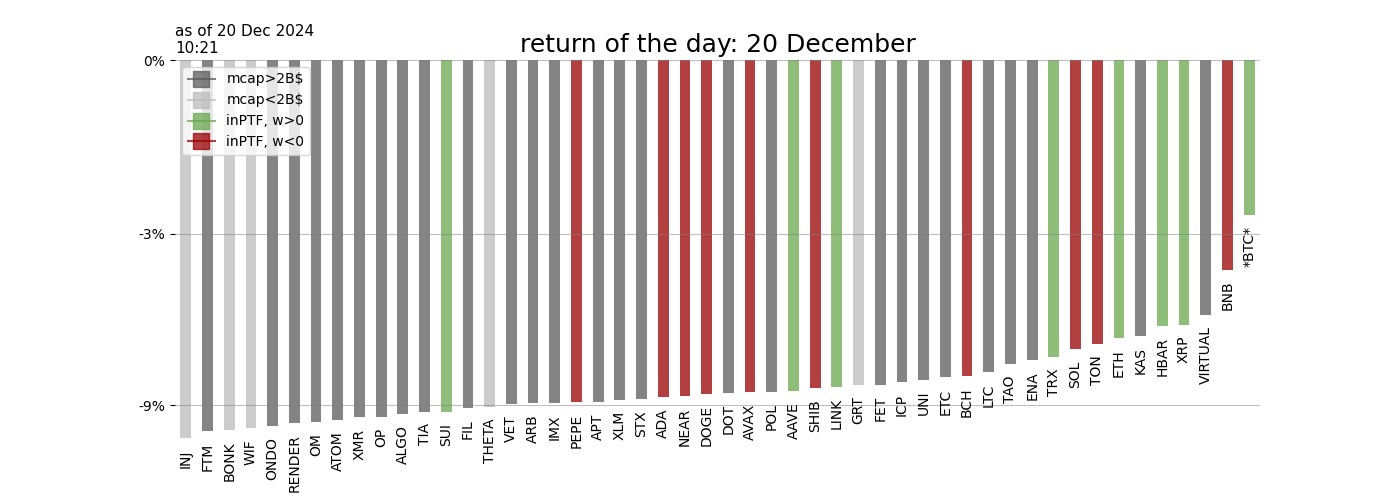 as of 20 Dec 2024
10:21
return of the day: 20 December
0%
-3%
-9%
mcap>2B$
mcap<2B$
inPTF, w>0
inPTF, w<0
INJ
FTM
BONK
WIF
ONDO
RENDER
OM
ATOM
XMR
OP
ALGO
TIA
SUI
FIL
THETA
VET
ARB
IMX
PEPE
APT
XLM
STX
ADA
NEAR
DOGE
DOT
AVAX
POL
AAVE
SHIB
LINK
GRT
FET
ICP
UNI
ETC
BCH
LTC
TAO
ENA
TRX
SOL
TON
ETH
KAS
HBAR
XRP
VIRTUAL
BNB
*BTC*